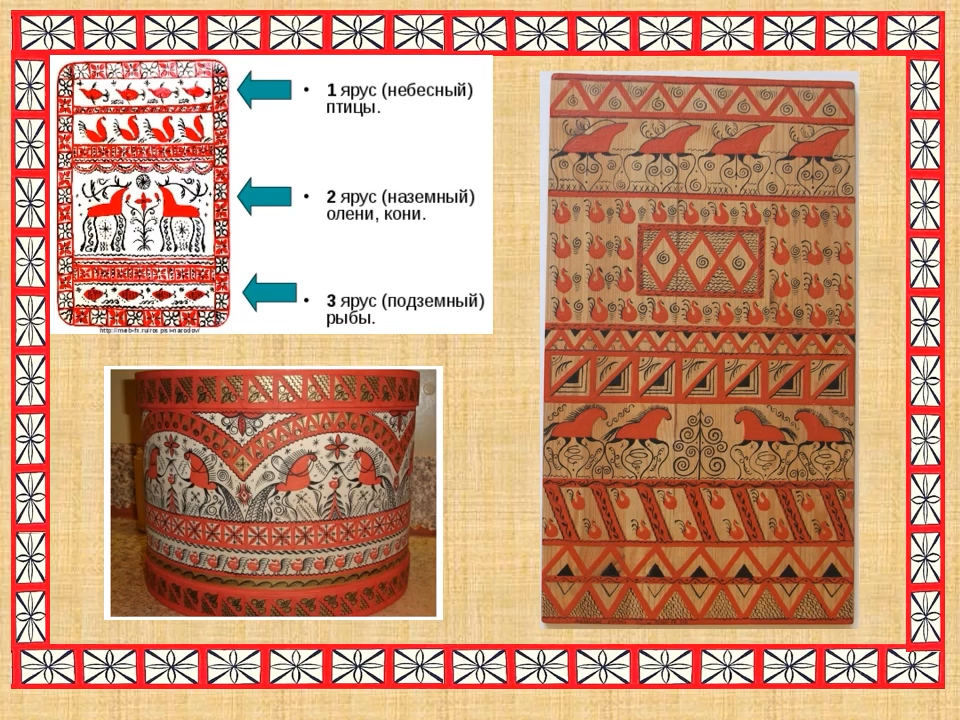 • 1 ярус (небесный)
птицы.
• 2 ярус (наземный)
олени, кони.
• 3 ярус (подземный)
рыбы.